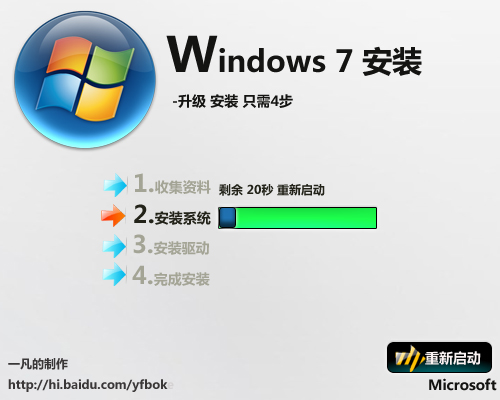 Windows 7 安装
-升级 安装 只需4步
1.收集资料
剩余 20秒 重新启动
2.安装系统
3.安装驱动
4.完成安装
一凡的制作
重新启动
http://hi.baidu.com/yfboke
Microsoft